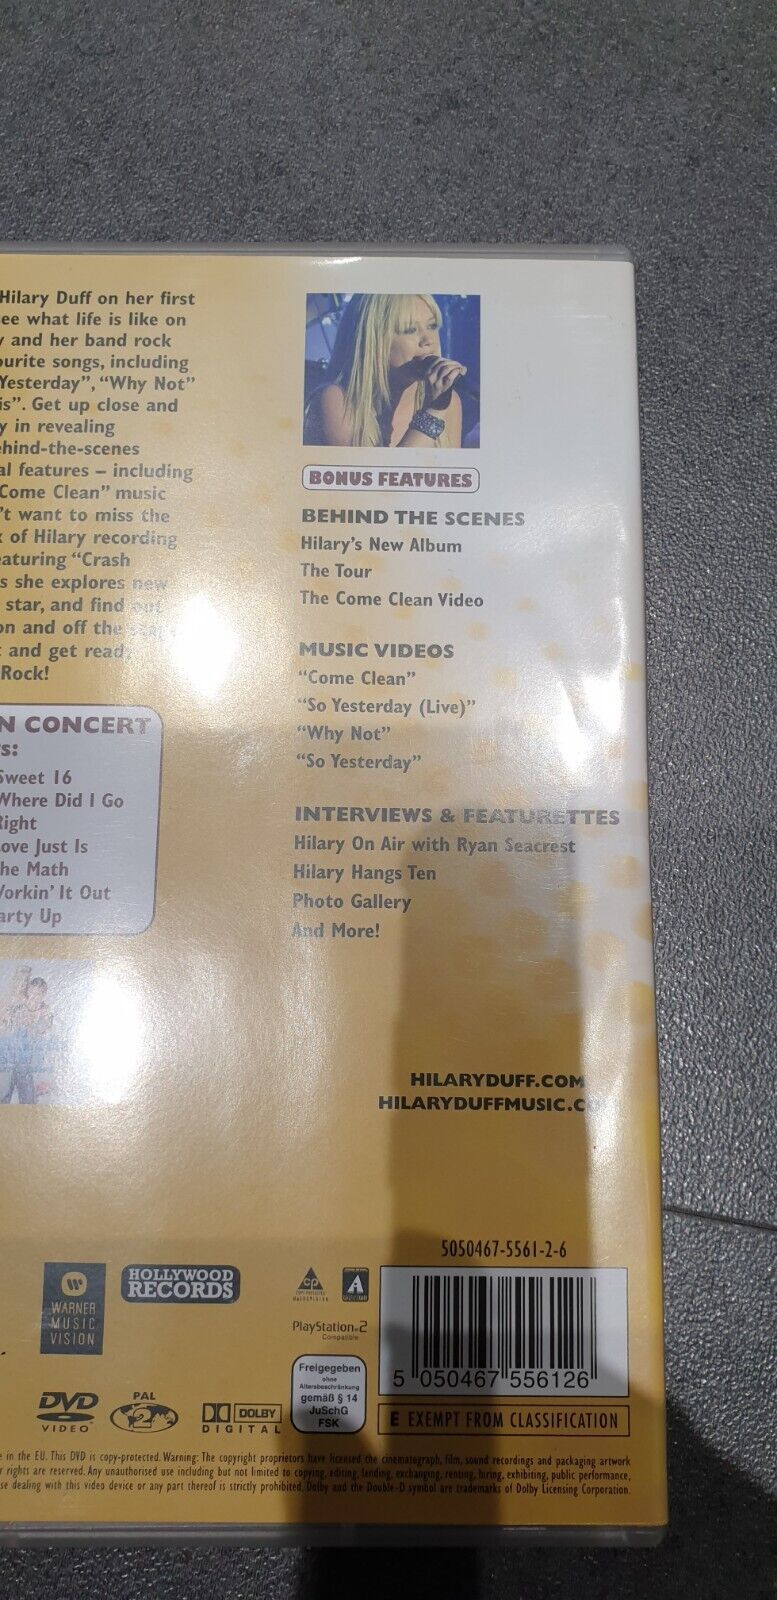 Hilary Duff on her first
see what life is like on
and her band rock
ourite songs, including
Yesterday", "Why Not"
is". Get up close and
y in revealing
ehind-the-scenes
al features – including
Come Clean" music
't want to miss the
of Hilary recording
eaturing "Crash
s she explores new
star, and find out
on and off the stage.
and get ready
Rock!
N CONCERT
s:
Sweet 16
Where Did I Go
Right
Love Just Is
he Math
Workin' It Out
arty Up
BONUS FEATURES
BEHIND THE SCENES
Hilary's New Album
The Tour
The Come Clean Video
MUSIC VIDEOS
"Come Clean"
"So Yesterday (Live)"
"Why Not"
"So Yesterday"
INTERVIEWS & FEATURETTES
Hilary On Air with Ryan Seacrest
Hilary Hangs Ten
Photo Gallery
And More!
HILARYDUFF.COM
HILARYDUFFMUSIC.CO
5050467-5561-2-6
WARNER
MUSIC
VISION
HOLLYWOOD
RECORDS
CP
A
PlayStation 2
Compatible
Freigegeben
ohne
Altersbeschränkung
gemäß § 14
JuSchG
FSK
5 050467 556126
E EXEMPT FROM CLASSIFICATION
DVD
VIDEO
PAL
2
DOLBY
DIGITAL
e in the EU. This DVD is copy-protected. Warning: The copyright proprietors have licensed the cinematograph, film, sound recordings and packaging artwork
r rights are reserved. Any unauthorised use including but not limited to copying, editing, lending, exchanging, renting, hiring, exhibiting, public performance,
se dealing with this video device or any part thereof is strictly prohibited. Dolby and the Double-D symbol are trademarks of Dolby Licensing Corporation.